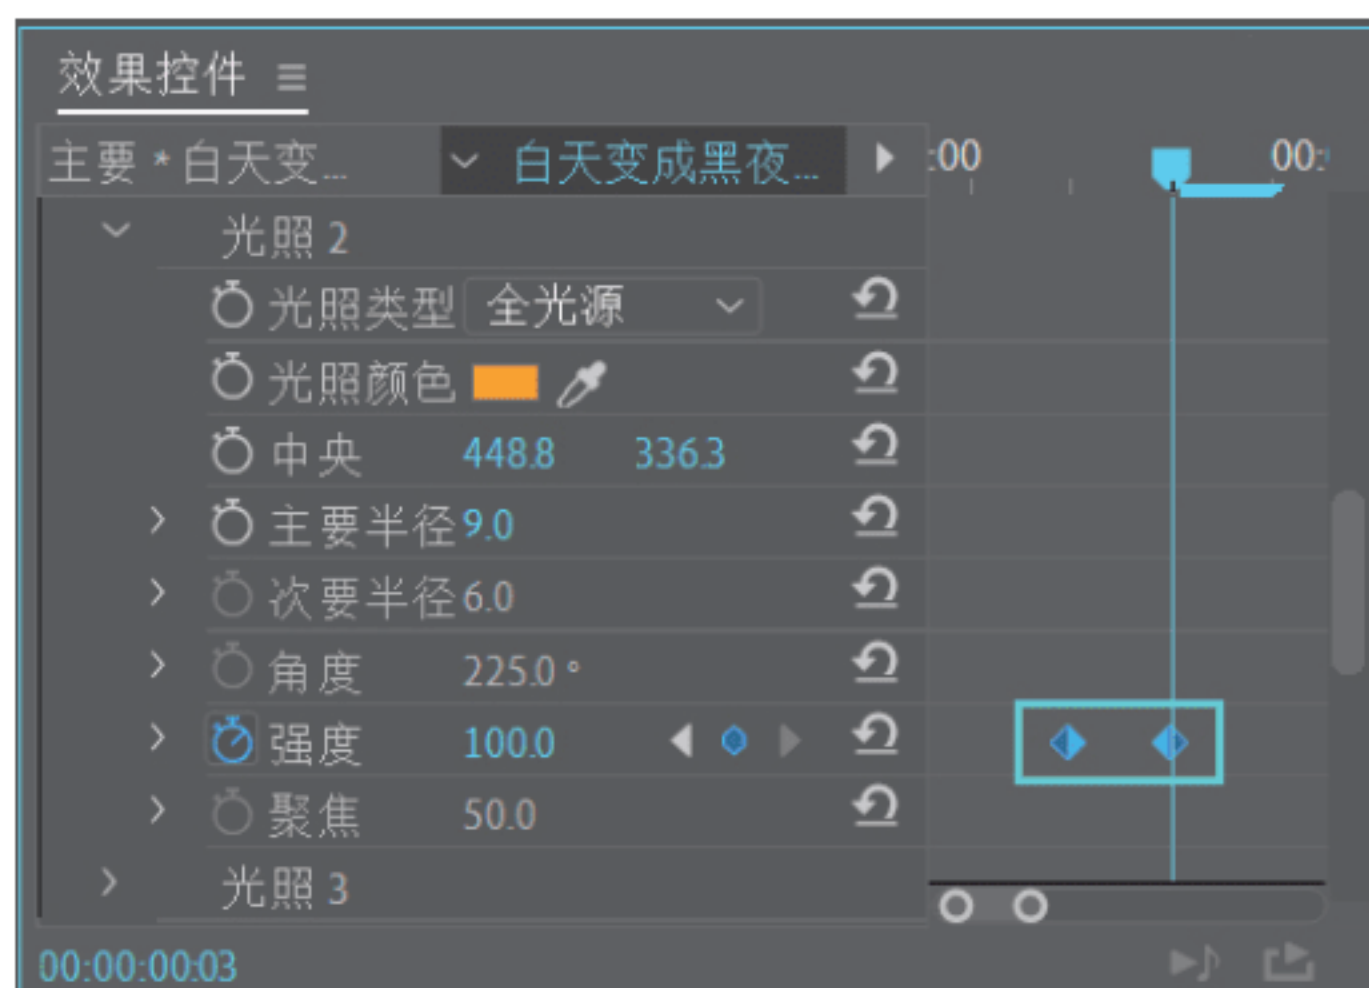 效果控件
主要 * 白天变... 白天变成黑夜... :00 00:
光照 2
光照类型 全光源
光照颜色
中央 448.8 336.3
主要半径 9.0
次要半径 6.0
角度 225.0 °
强度 100.0
聚焦 50.0
光照 3
00:00:00:03